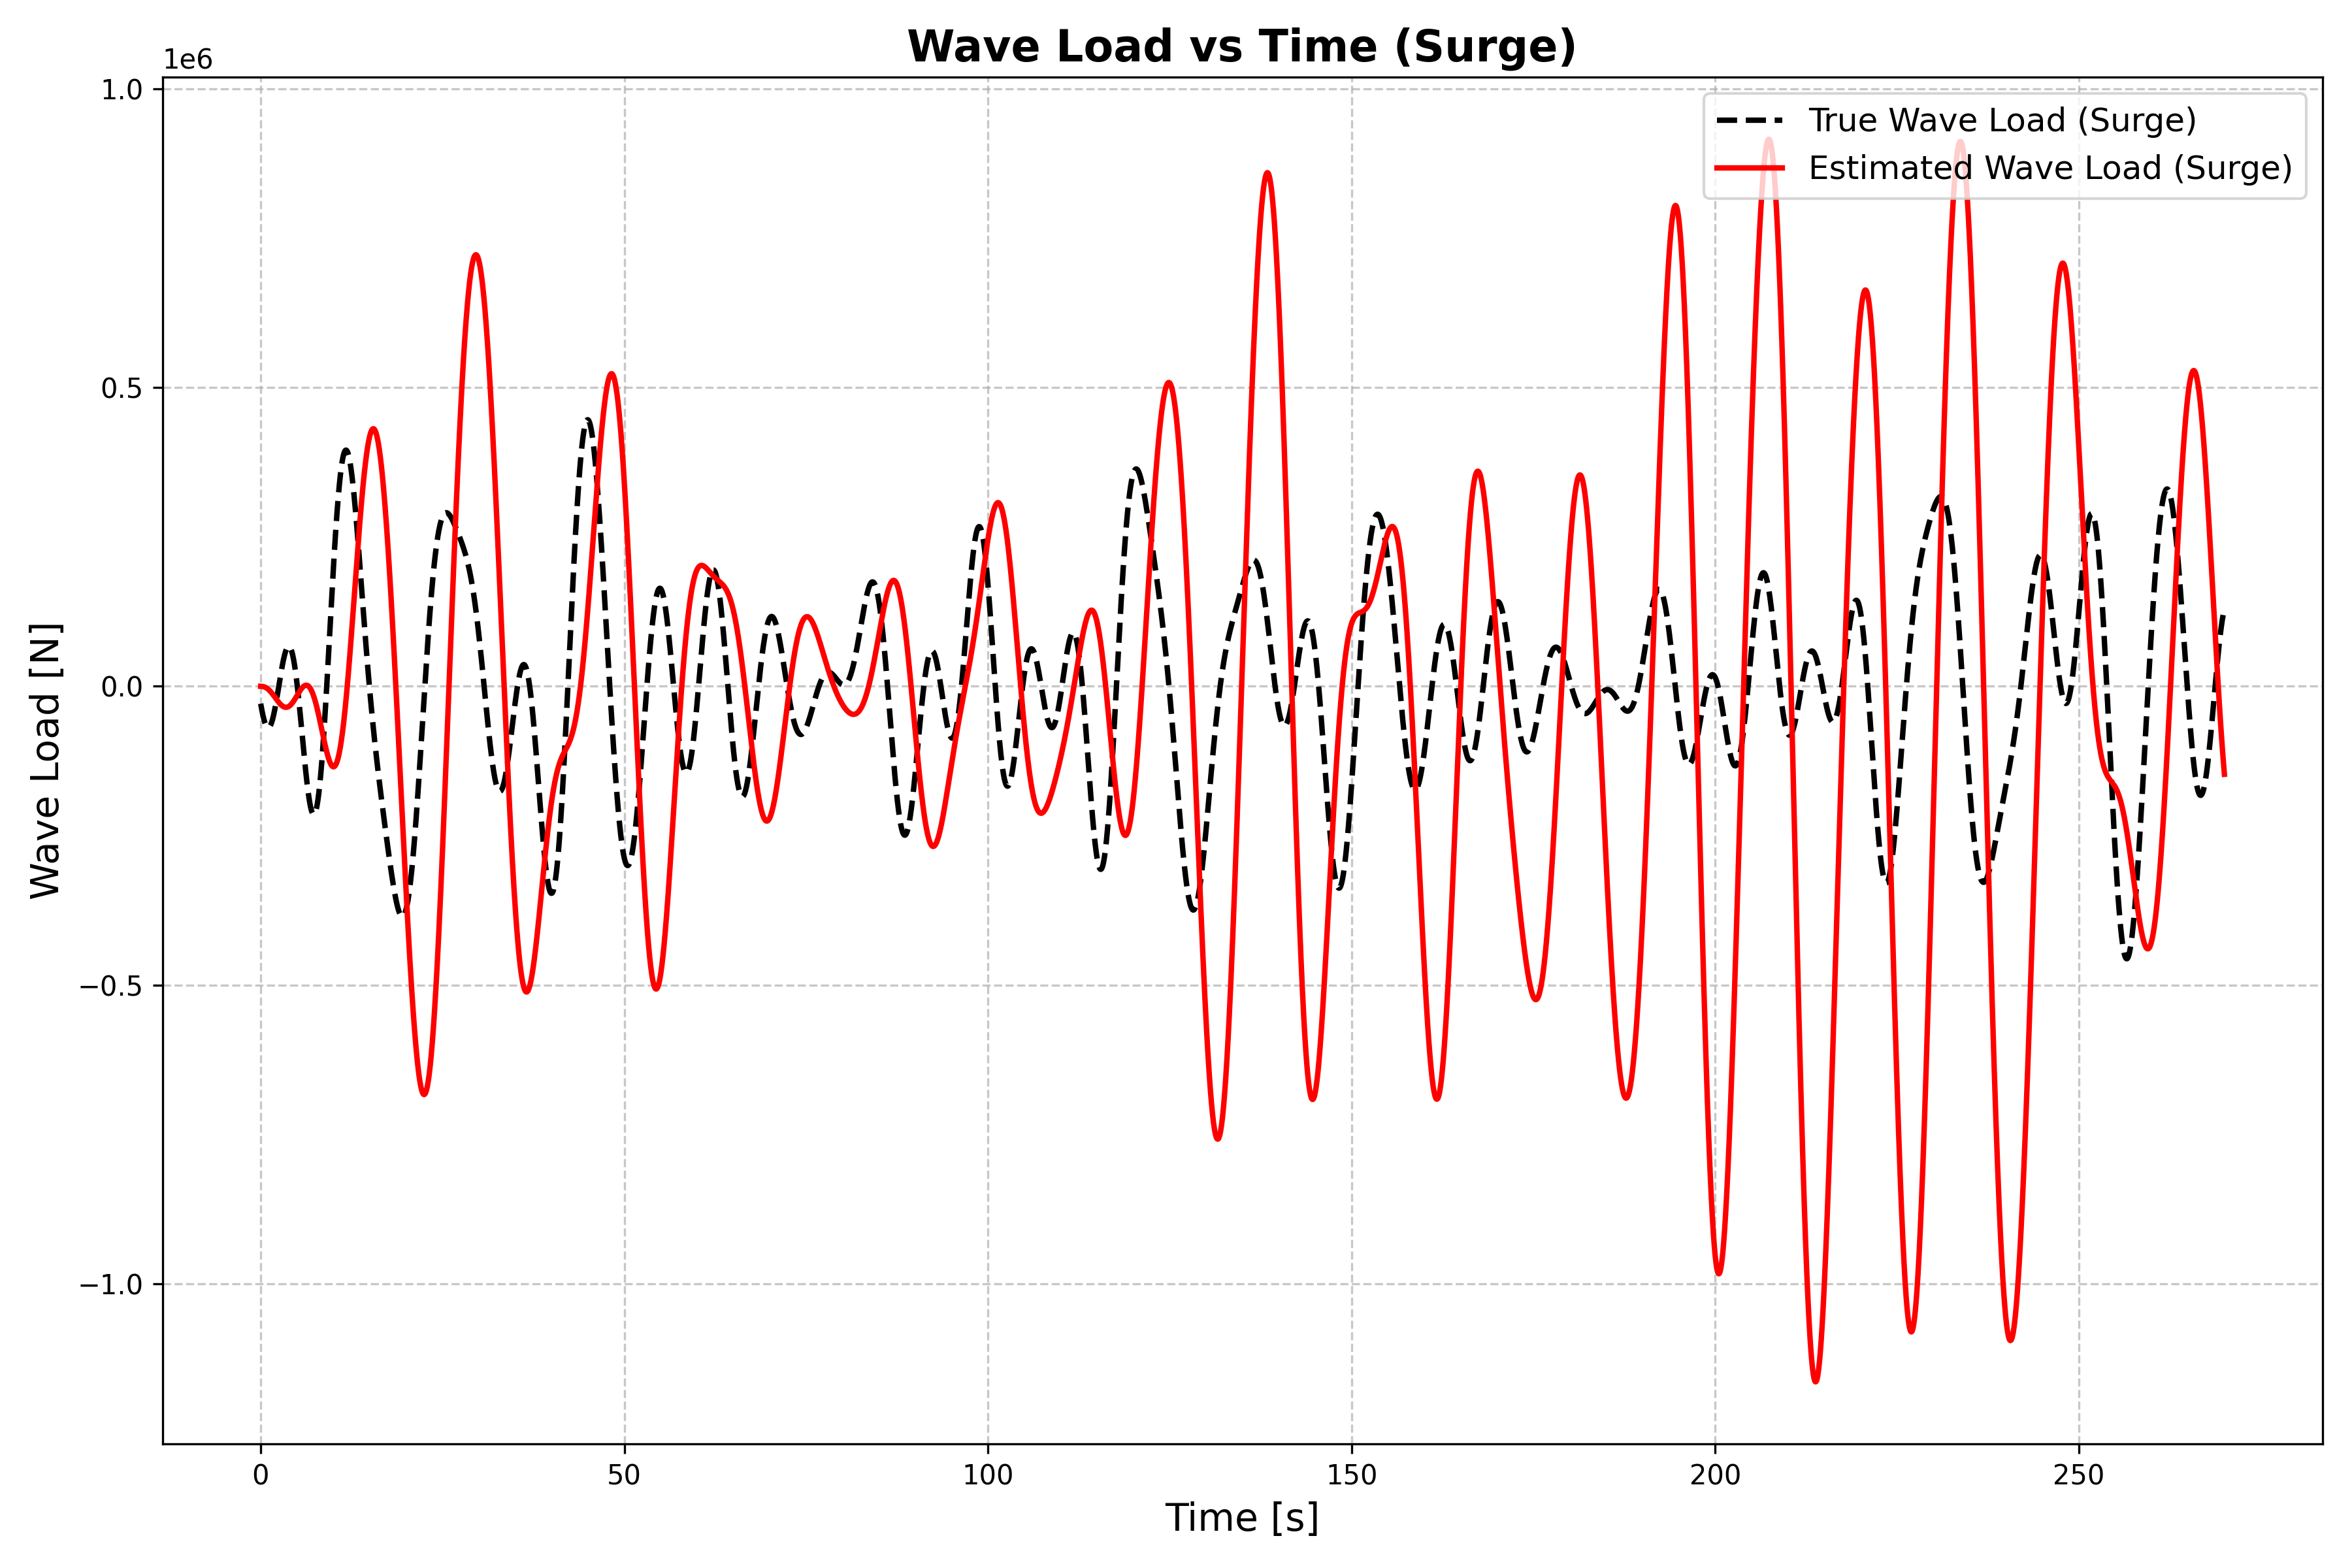 Wave Load vs Time (Surge)
1e6
True Wave Load (Surge)
Estimated Wave Load (Surge)
1.0
0.5
0.0
−0.5
−1.0
Wave Load [N]
0
50
100
150
200
250
Time [s]